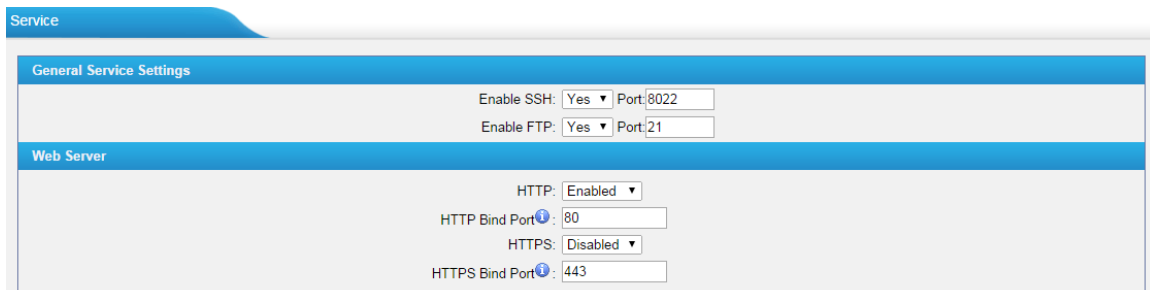 Service
General Service Settings
Enable SSH: Yes Port: 8022
Enable FTP: Yes Port: 21
Web Server
HTTP: Enabled
HTTP Bind Port : 80
HTTPS: Disabled
HTTPS Bind Port : 443